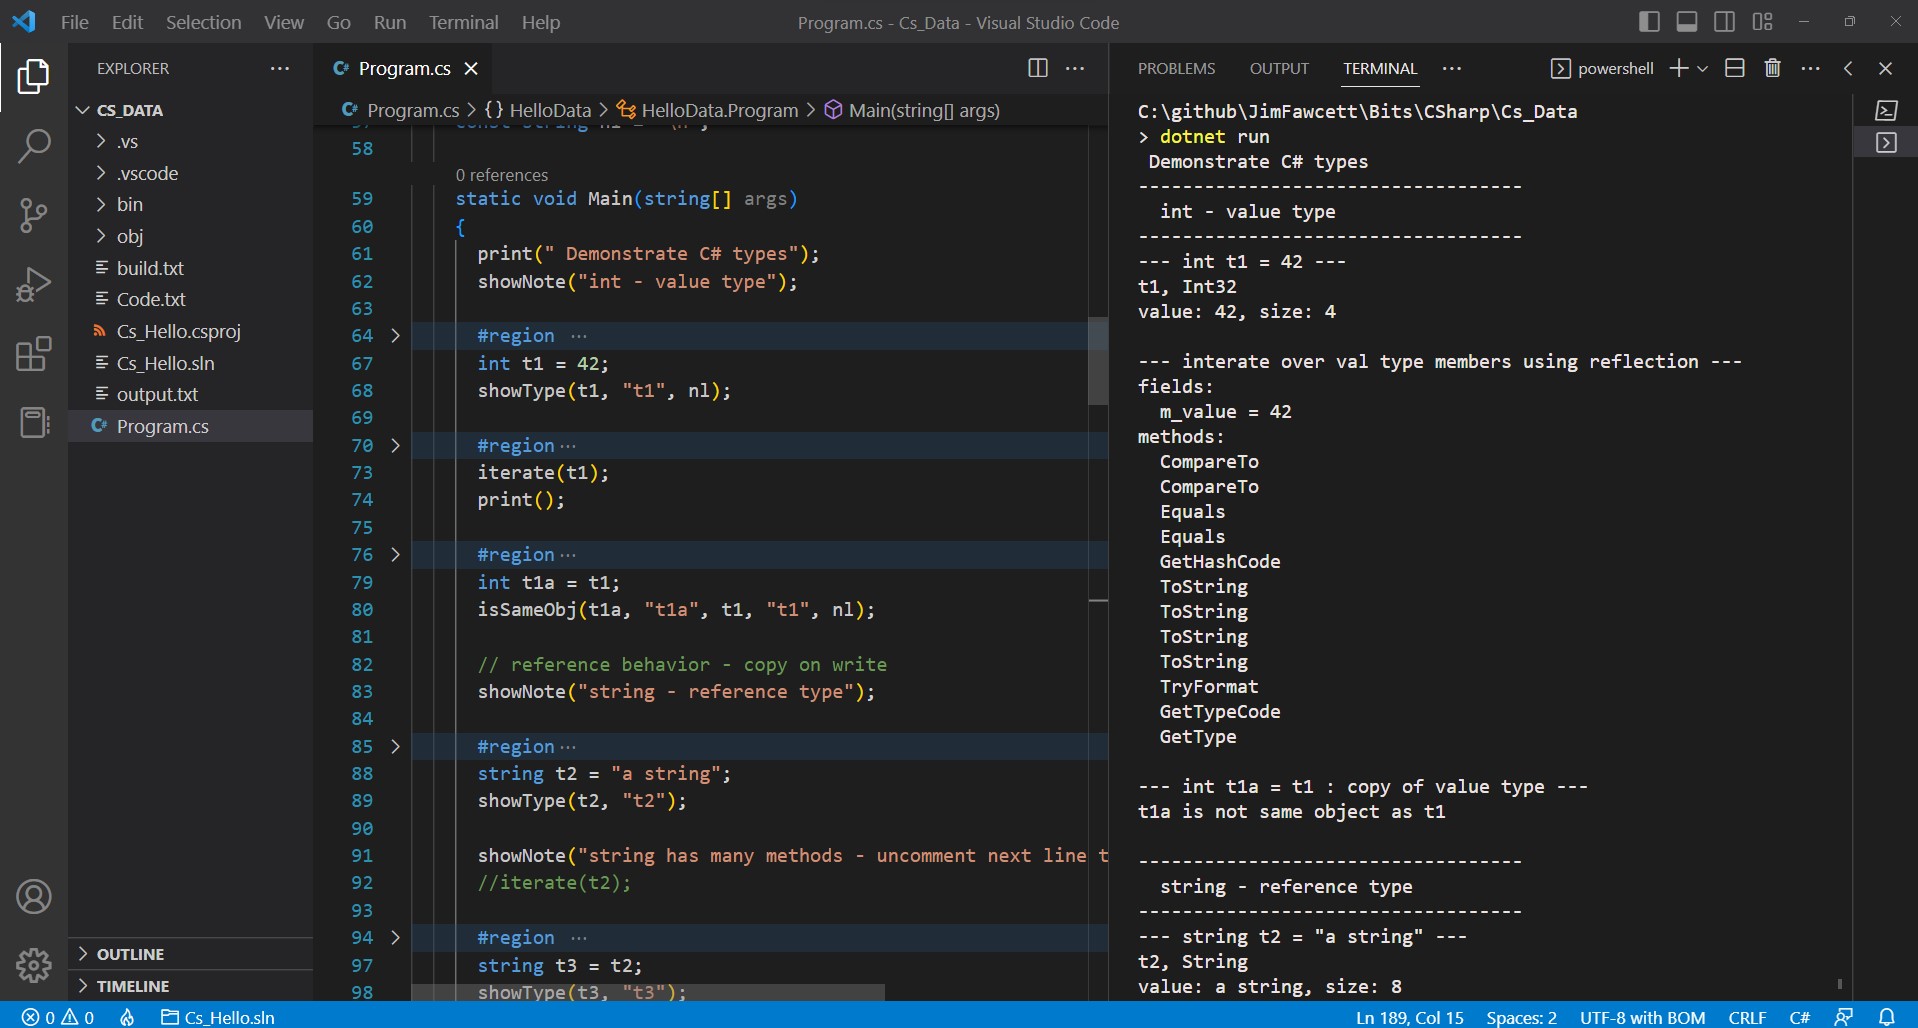 File Edit Selection View Go Run Terminal Help
Program.cs - Cs_Data - Visual Studio Code
EXPLORER
CS_DATA
.vs
.vscode
bin
obj
build.txt
Code.txt
Cs_Hello.csproj
Cs_Hello.sln
output.txt
C# Program.cs
OUTLINE
TIMELINE
C# Program.cs
C# Program.cs > {} HelloData > HelloData.Program > Main(string[] args)
58
0 references
59 static void Main(string[] args)
60 {
61 print(" Demonstrate C# types");
62 showNote("int - value type");
63
64 > #region ···
67 int t1 = 42;
68 showType(t1, "t1", nl);
69
70 > #region···
73 iterate(t1);
74 print();
75
76 > #region···
79 int t1a = t1;
80 isSameObj(t1a, "t1a", t1, "t1", nl);
81
82 // reference behavior - copy on write
83 showNote("string - reference type");
84
85 > #region···
88 string t2 = "a string";
89 showType(t2, "t2");
90
91 showNote("string has many methods - uncomment next line t
92 //iterate(t2);
93
94 > #region ···
97 string t3 = t2;
98 showType(t3, "t3");
PROBLEMS OUTPUT TERMINAL ··· powershell
C:\github\JimFawcett\Bits\CSharp\Cs_Data
> dotnet run
Demonstrate C# types
-----------------------------------
int - value type
-----------------------------------
--- int t1 = 42 ---
t1, Int32
value: 42, size: 4
--- interate over val type members using reflection ---
fields:
m_value = 42
methods:
CompareTo
CompareTo
Equals
Equals
GetHashCode
ToString
ToString
ToString
ToString
TryFormat
GetTypeCode
GetType
--- int t1a = t1 : copy of value type ---
t1a is not same object as t1
-----------------------------------
string - reference type
-----------------------------------
--- string t2 = "a string" ---
t2, String
value: a string, size: 8
0 0 Cs_Hello.sln
Ln 189, Col 15 Spaces: 2 UTF-8 with BOM CRLF C#